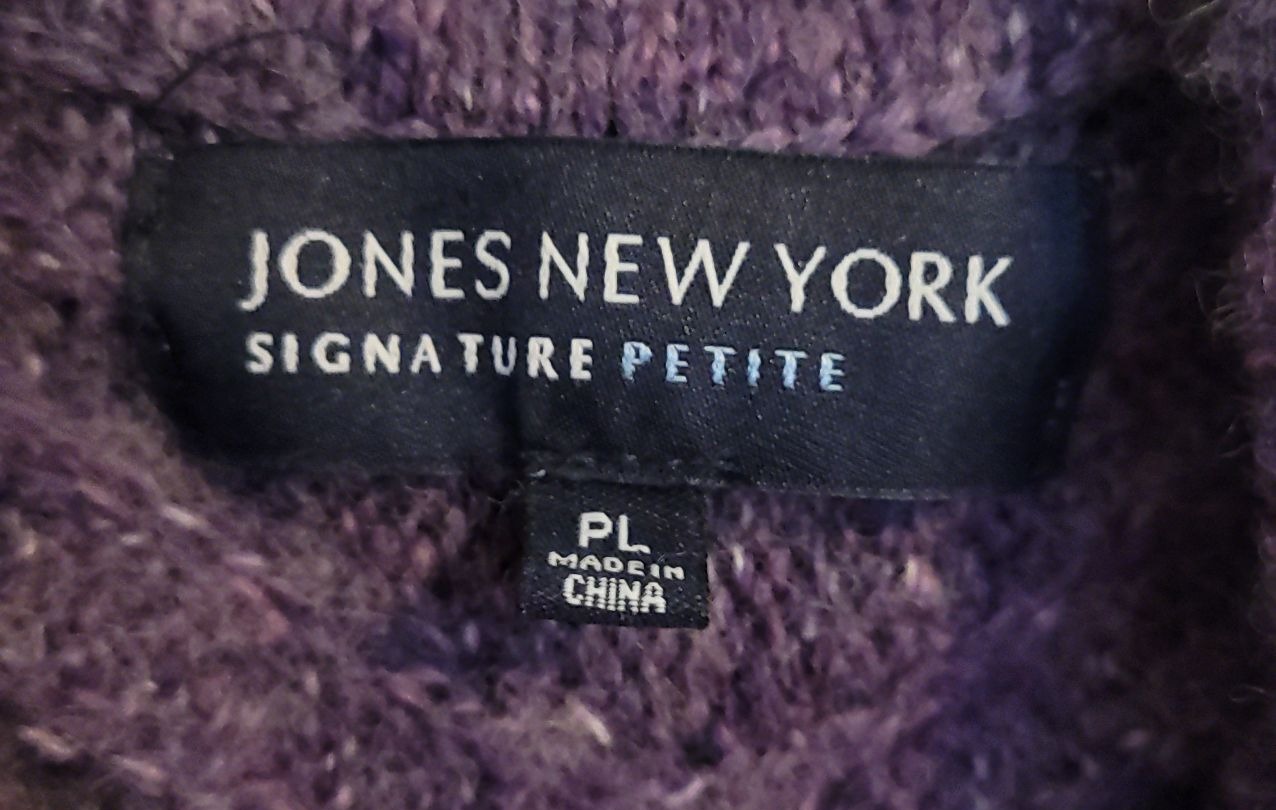 JONES NEW YORK
SIGNATURE PETITE
PL
MADE IN
CHINA